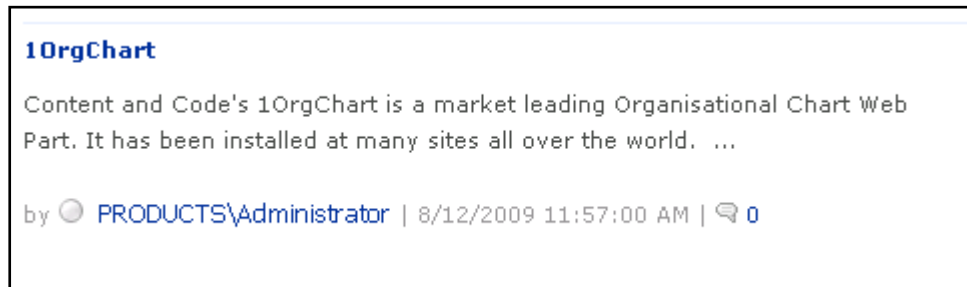 1OrgChart
Content and Code's 1OrgChart is a market leading Organisational Chart Web
Part. It has been installed at many sites all over the world.  ...
by PRODUCTS\Administrator | 8/12/2009 11:57:00 AM | 0